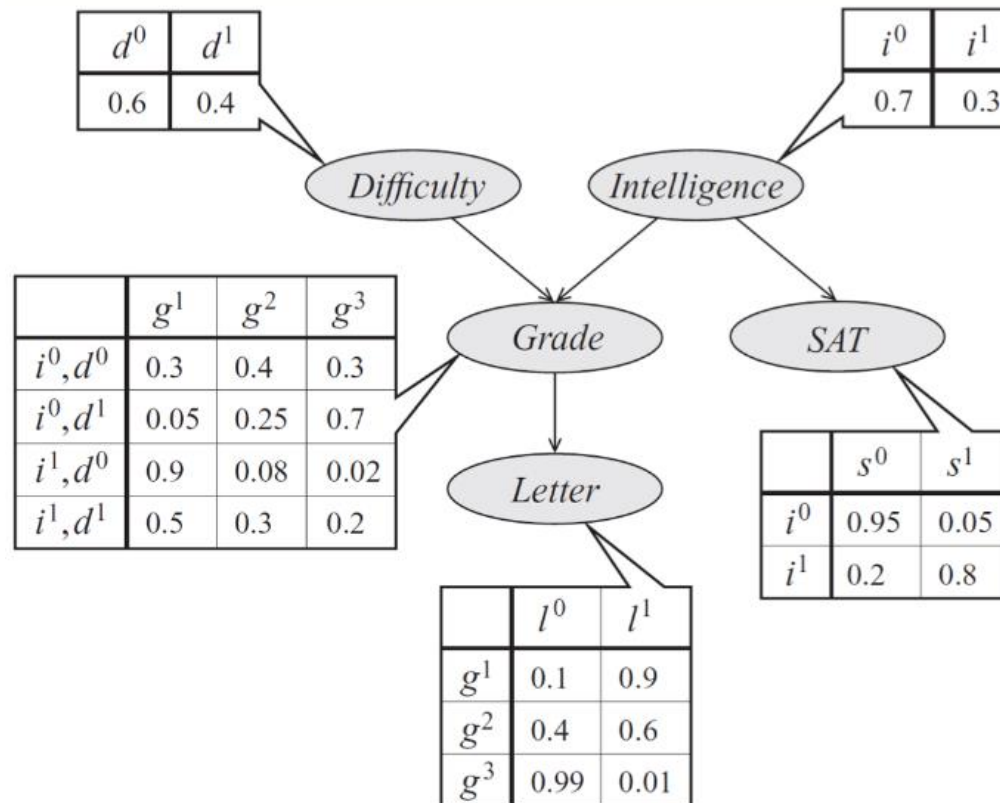 d⁰ d¹
0.6 0.4
i⁰ i¹
0.7 0.3
Difficulty
Intelligence
g¹ g² g³
i⁰,d⁰ 0.3 0.4 0.3
i⁰,d¹ 0.05 0.25 0.7
i¹,d⁰ 0.9 0.08 0.02
i¹,d¹ 0.5 0.3 0.2
Grade
SAT
Letter
s⁰ s¹
i⁰ 0.95 0.05
i¹ 0.2 0.8
l⁰ l¹
g¹ 0.1 0.9
g² 0.4 0.6
g³ 0.99 0.01